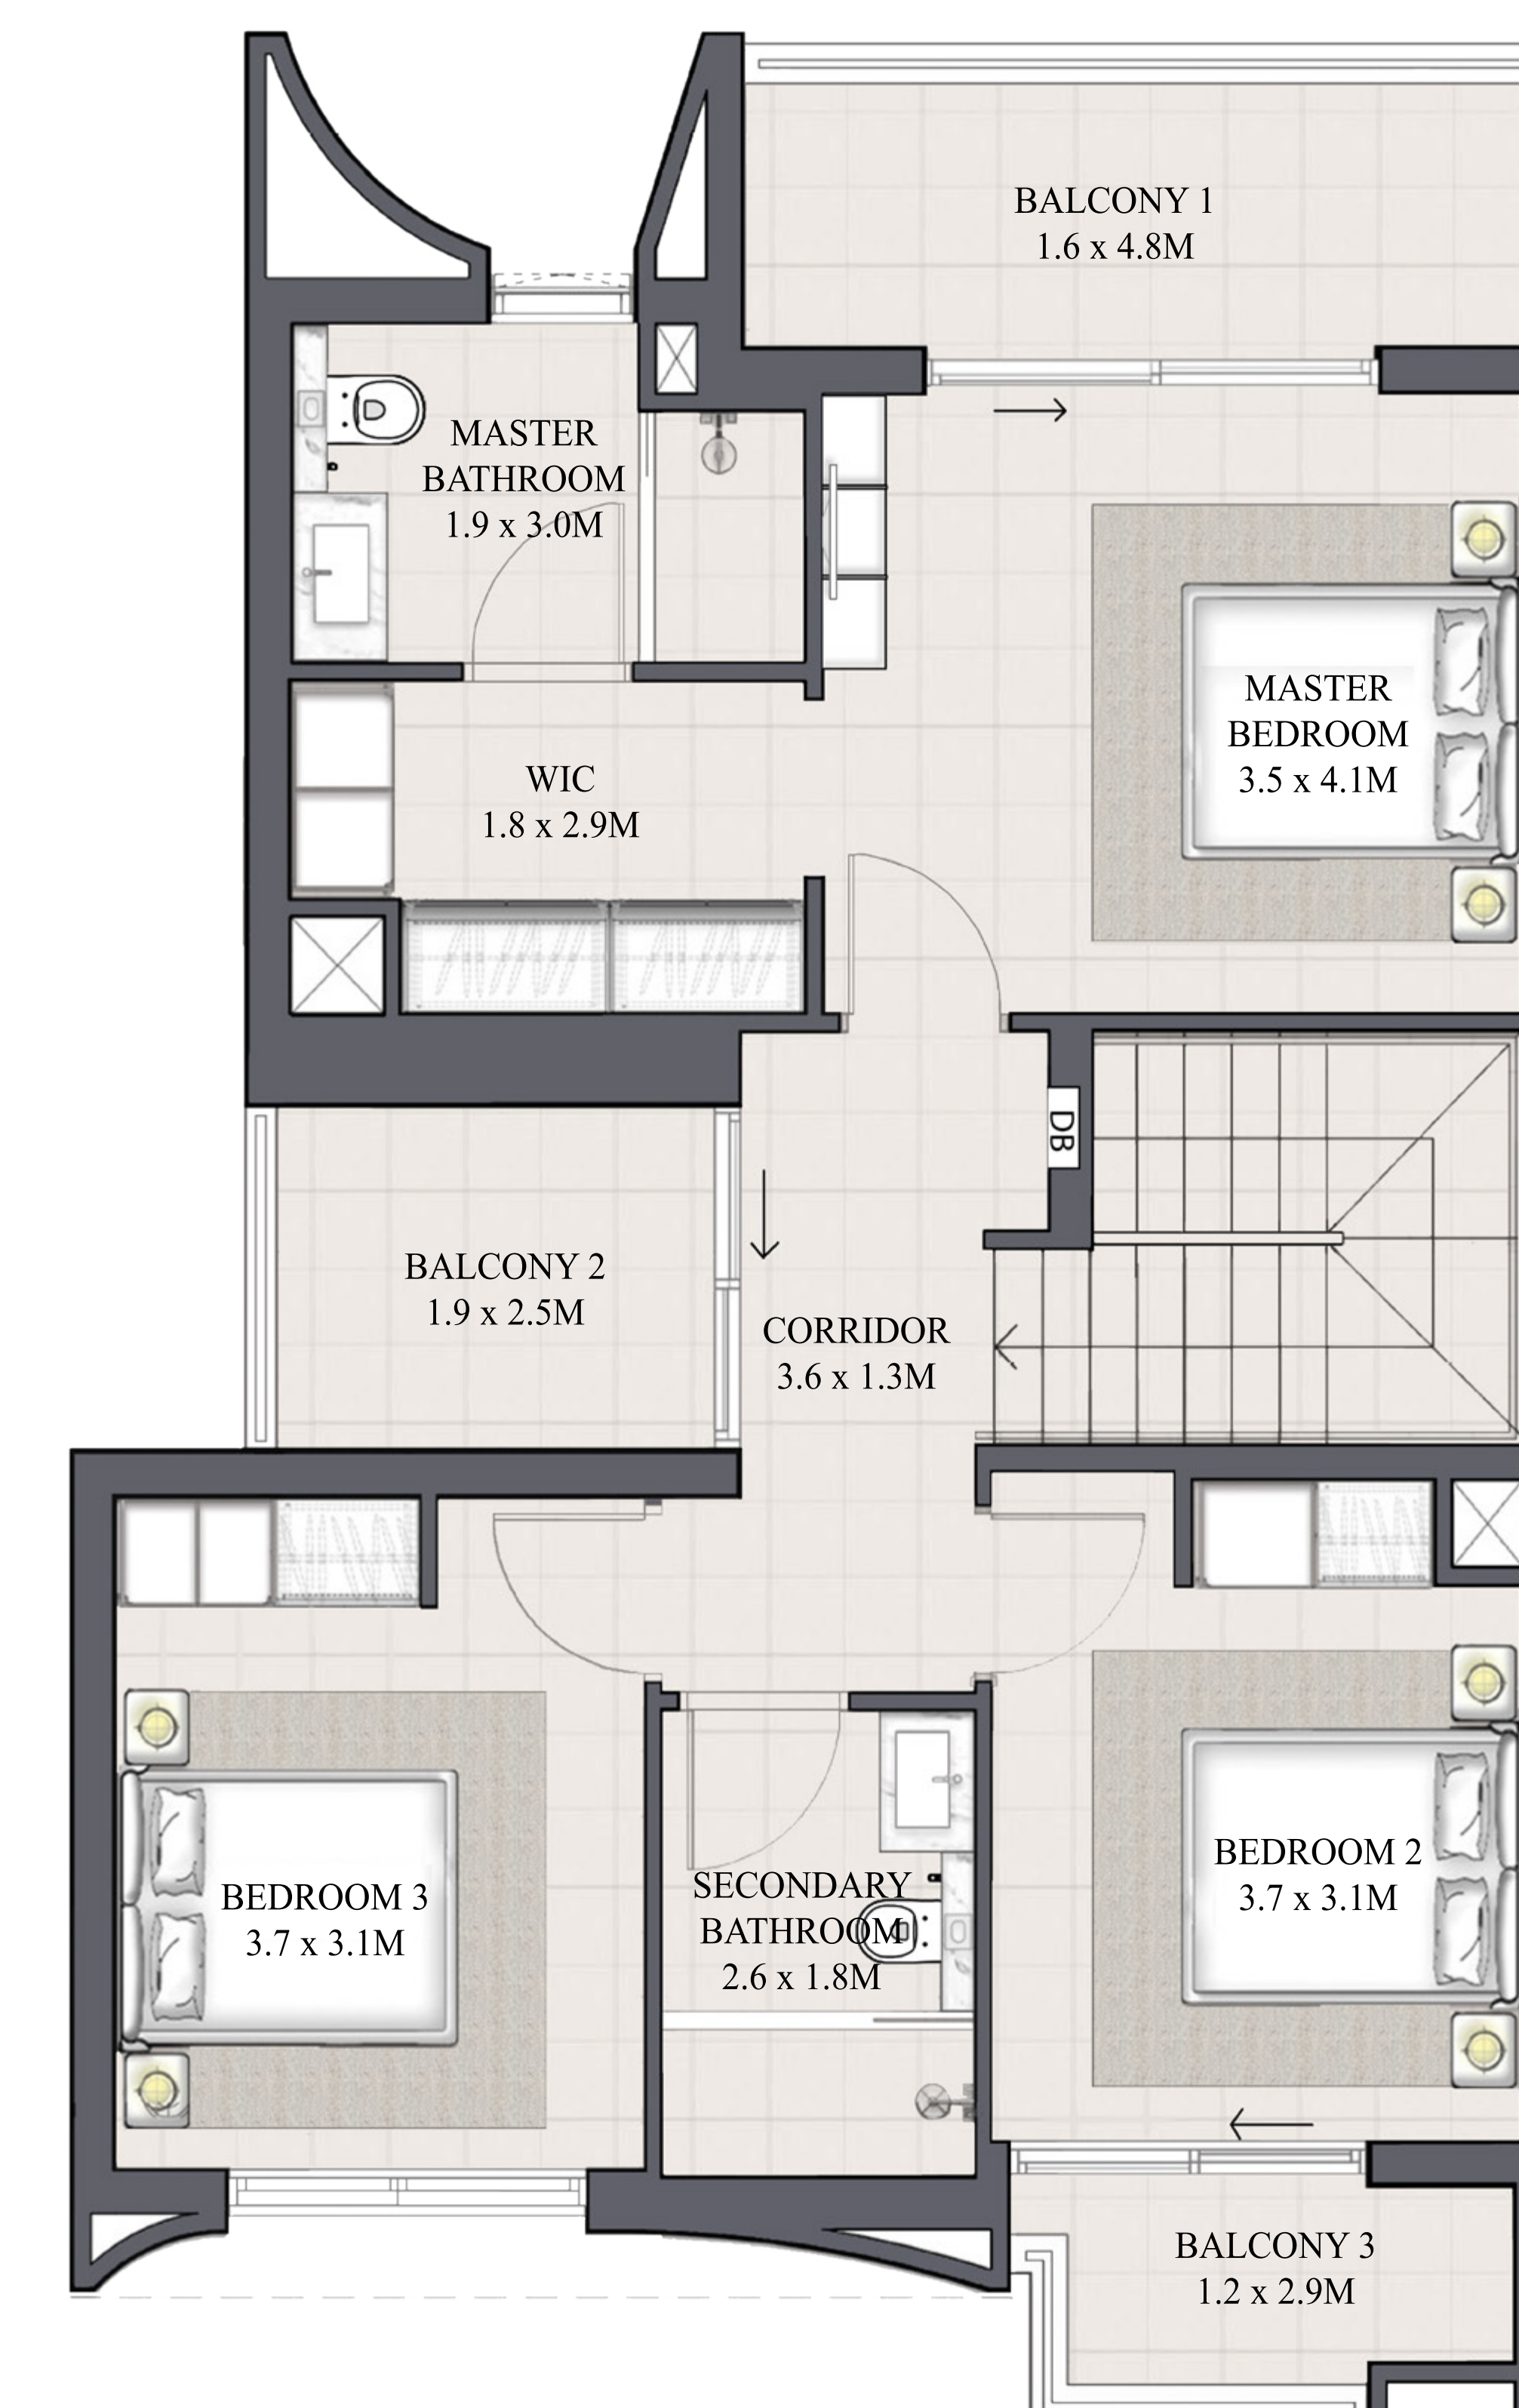 BALCONY 1
1.6 x 4.8M
MASTER
BATHROOM
1.9 x 3.0M
MASTER
BEDROOM
3.5 x 4.1M
WIC
1.8 x 2.9M
DB
BALCONY 2
1.9 x 2.5M
CORRIDOR
3.6 x 1.3M
BEDROOM 3
3.7 x 3.1M
SECONDARY
BATHROOM
2.6 x 1.8M
BEDROOM 2
3.7 x 3.1M
BALCONY 3
1.2 x 2.9M